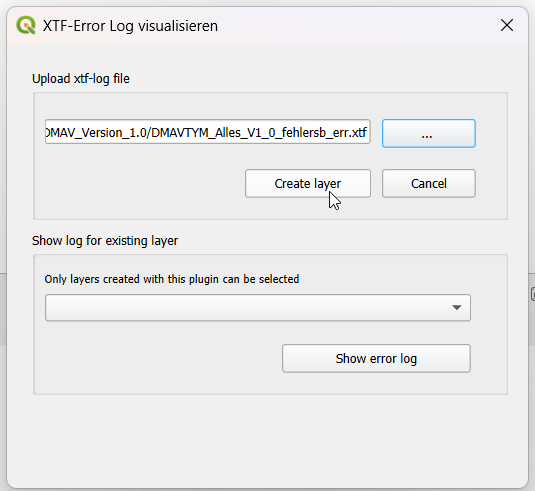 XTF-Error Log visualisieren
Upload xtf-log file
DMAV_Version_1.0/DMAVTYM_Alles_V1_0_fehlersb_err.xtf
...
Create layer
Cancel
Show log for existing layer
Only layers created with this plugin can be selected
Show error log